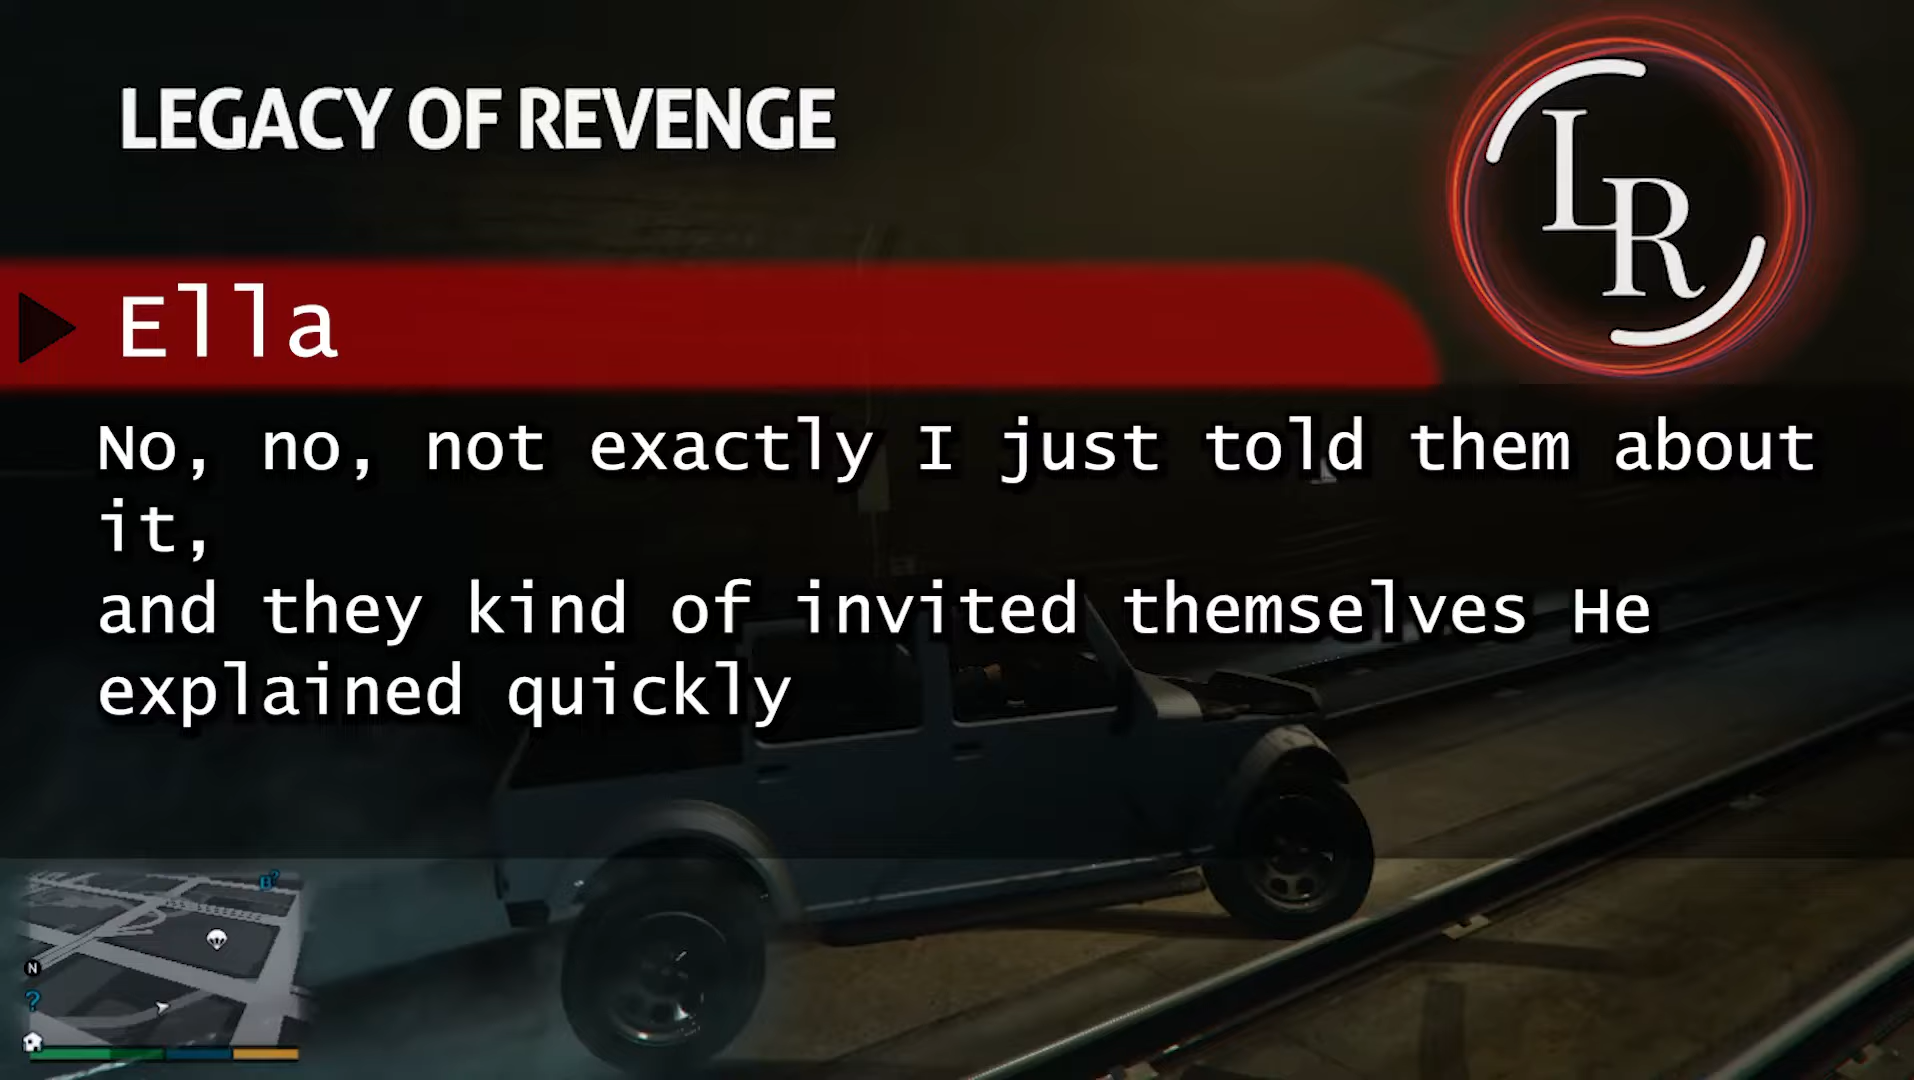 LEGACY OF REVENGE
LR
Ella
No, no, not exactly I just told them about
it,
and they kind of invited themselves He
explained quickly
B?
N
?